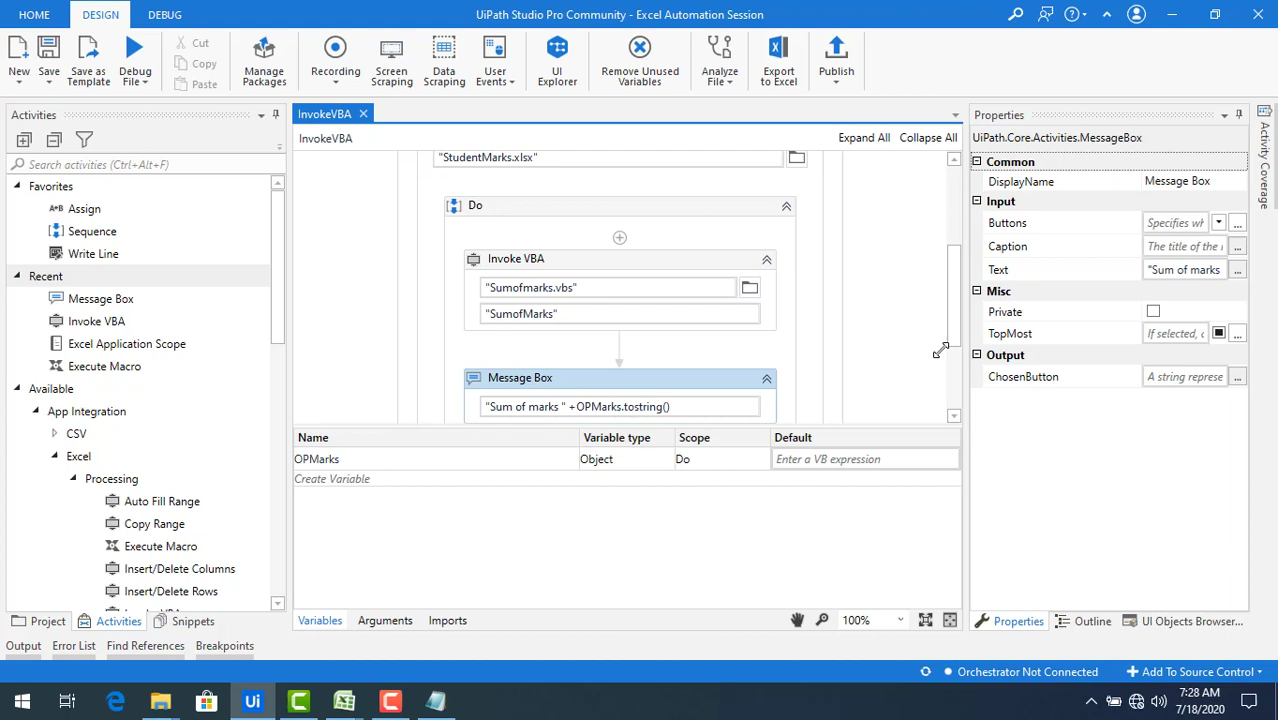 HOME DESIGN DEBUG UiPath Studio Pro Community - Excel Automation Session
New Save Save as Template Debug File Cut Copy Paste Manage Packages Recording Screen Scraping Data Scraping User Events UI Explorer Remove Unused Variables Analyze File Export to Excel Publish
Activities
Search activities (Ctrl+Alt+F)
Favorites
A+B Assign
Sequence
Write Line
Recent
Message Box
Invoke VBA
Excel Application Scope
Execute Macro
Available
App Integration
CSV
Excel
Processing
Auto Fill Range
Copy Range
Execute Macro
Insert/Delete Columns
Insert/Delete Rows
Project Activities Snippets
InvokeVBA
InvokeVBA Expand All Collapse All
"StudentMarks.xlsx"
Do
Invoke VBA
"Sumofmarks.vbs"
"SumofMarks"
Message Box
"Sum of marks " +OPMarks.tostring()
Name Variable type Scope Default
OPMarks Object Do Enter a VB expression
Create Variable
Variables Arguments Imports 100%
Properties
UiPath.Core.Activities.MessageBox
Common
DisplayName Message Box
Input
Buttons Specifies wh ...
Caption The title of the ...
Text "Sum of marks ...
Misc
Private
TopMost If selected, ...
Output
ChosenButton A string represe ...
Properties Outline UI Objects Browser...
Activity Coverage
Output Error List Find References Breakpoints
Orchestrator Not Connected Add To Source Control
Ui
7:28 AM
7/18/2020